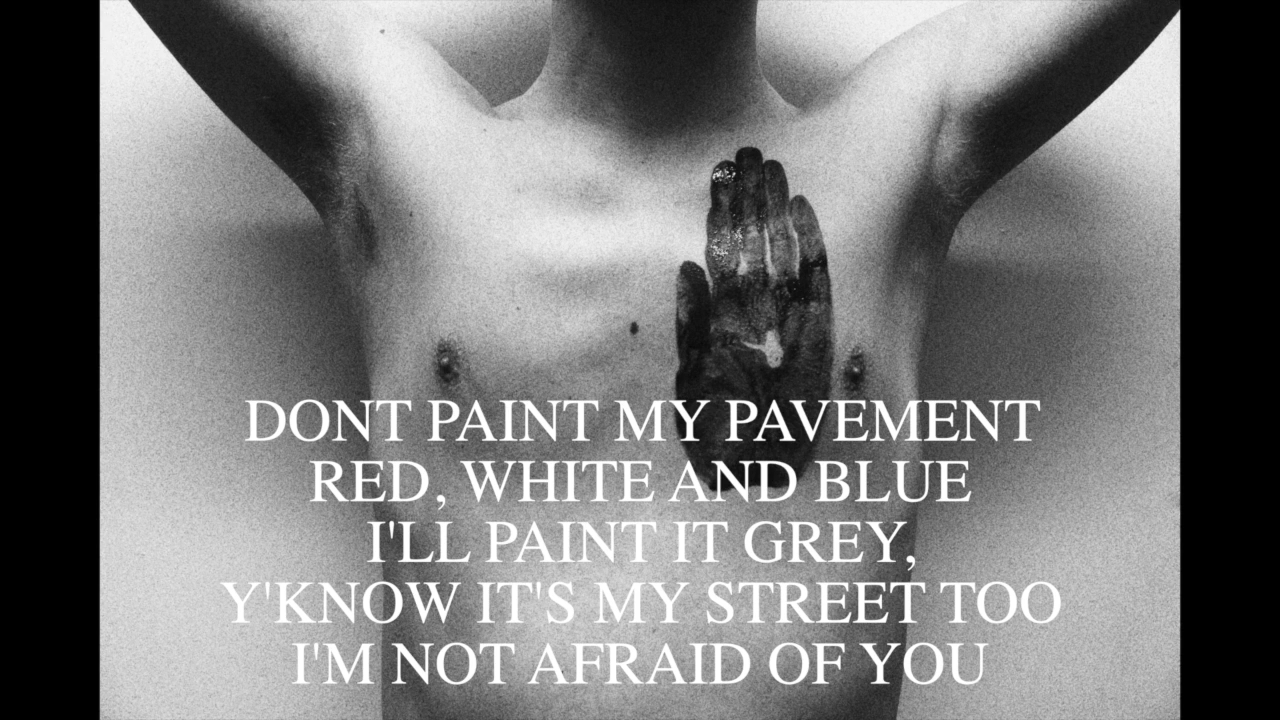 DONT PAINT MY PAVEMENT
RED, WHITE AND BLUE
I'LL PAINT IT GREY,
Y'KNOW IT'S MY STREET TOO
I'M NOT AFRAID OF YOU